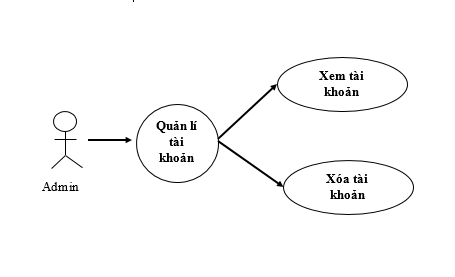 Xem tài
khoản
Quản lí
tài
khoản
Admin
Xóa tài
khoản